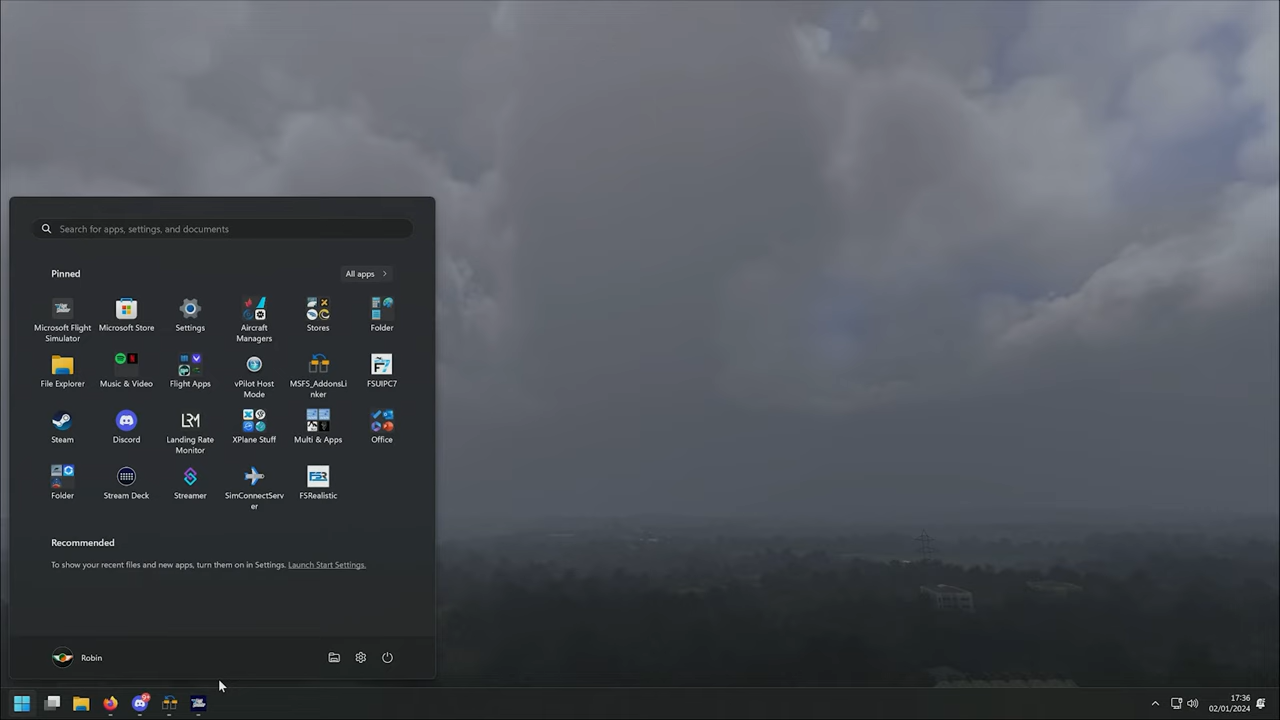 Search for apps, settings, and documents
Pinned
All apps
Microsoft Flight
Simulator
Microsoft Store
Settings
Aircraft
Managers
Stores
Folder
File Explorer
Music & Video
Flight Apps
vPilot Host
Mode
MSFS_AddonsLi
nker
FSUIPC7
Steam
Discord
LRM
Landing Rate
Monitor
XPlane Stuff
Multi & Apps
Office
Folder
Stream Deck
Streamer
SimConnectServ
er
FSR
FSRealistic
Recommended
To show your recent files and new apps, turn them on in Settings. Launch Start Settings.
Robin
9+
17:36
02/01/2024